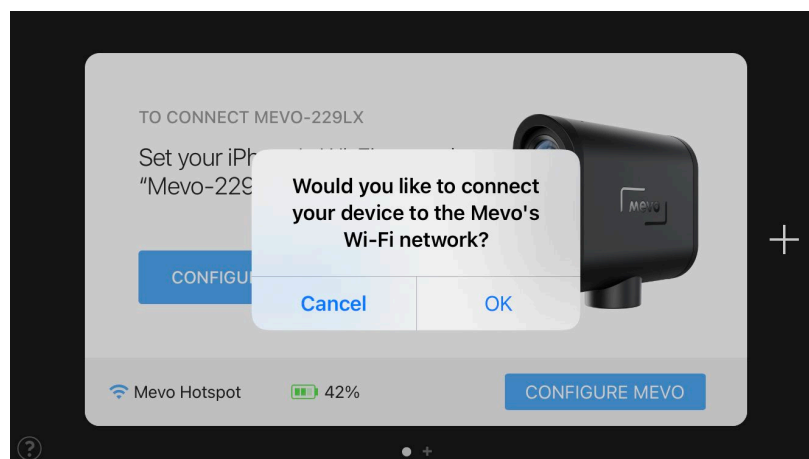 TO CONNECT MEVO-229LX
Set your iPh
"Mevo-229
Would you like to connect
your device to the Mevo's
Wi-Fi network?
CONFIGU
Cancel
OK
mevo
Mevo Hotspot
42%
CONFIGURE MEVO
?